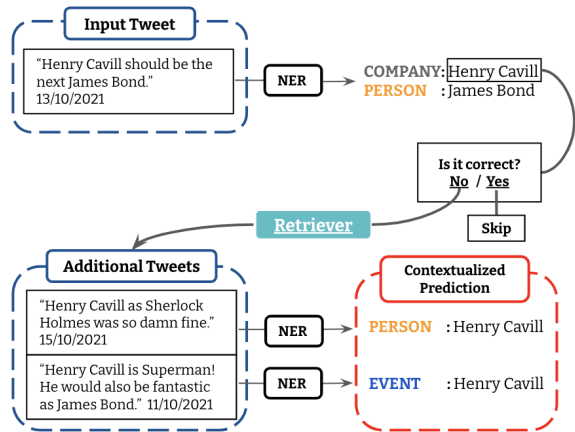 Input Tweet
“Henry Cavill should be the
next James Bond.”
13/10/2021
NER
COMPANY: Henry Cavill
PERSON : James Bond
Is it correct?
No / Yes
Skip
Retriever
Additional Tweets
“Henry Cavill as Sherlock
Holmes was so damn fine.”
15/10/2021
“Henry Cavill is Superman!
He would also be fantastic
as James Bond.” 11/10/2021
NER
NER
Contextualized
Prediction
PERSON : Henry Cavill
EVENT : Henry Cavill